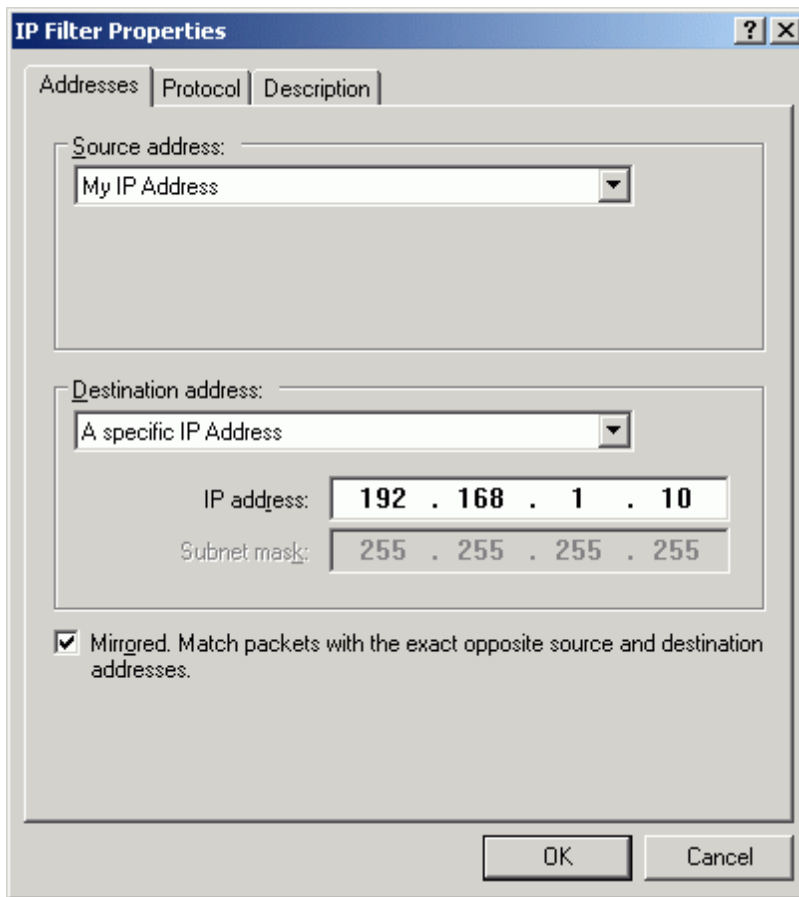 IP Filter Properties
Addresses
Protocol
Description
Source address:
My IP Address
Destination address:
A specific IP Address
IP address: 192 . 168 . 1 . 10
Subnet mask: 255 . 255 . 255 . 255
Mirrored. Match packets with the exact opposite source and destination
addresses.
OK
Cancel